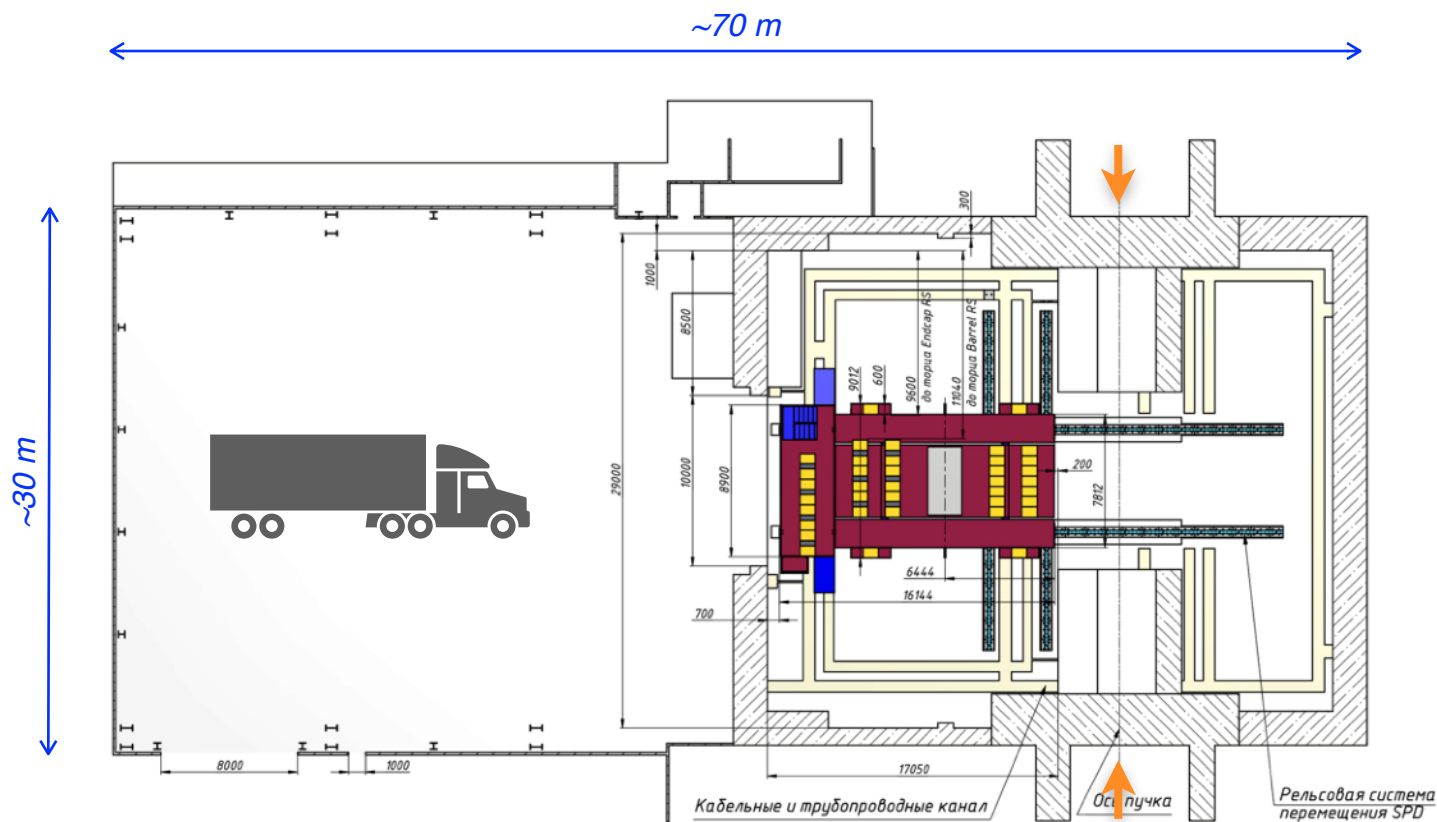 ~70 m
~30 m
300
1000
8500
9012
600
9600
до торца Endcap RS
11040
до торца Barrel RS
29000
10000
8900
200
7812
6444
16144
700
8000
1000
17050
Кабельные и трубопроводные канал
Ось пучка
Рельсовая система
перемещения SPD